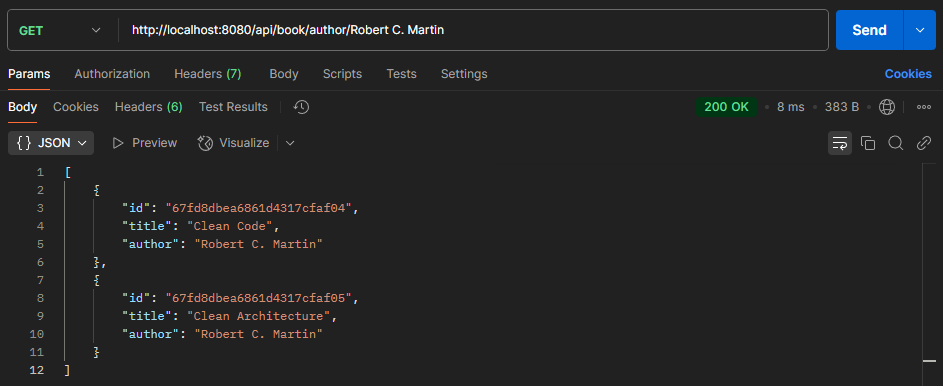 GET http://localhost:8080/api/book/author/Robert C. Martin Send
Params Authorization Headers (7) Body Scripts Tests Settings Cookies
Body Cookies Headers (6) Test Results 200 OK • 8 ms • 383 B
{} JSON Preview Visualize
1 [
2 {
3 "id": "67fd8dbea6861d4317cfaf04",
4 "title": "Clean Code",
5 "author": "Robert C. Martin"
6 },
7 {
8 "id": "67fd8dbea6861d4317cfaf05",
9 "title": "Clean Architecture",
10 "author": "Robert C. Martin"
11 }
12 ]